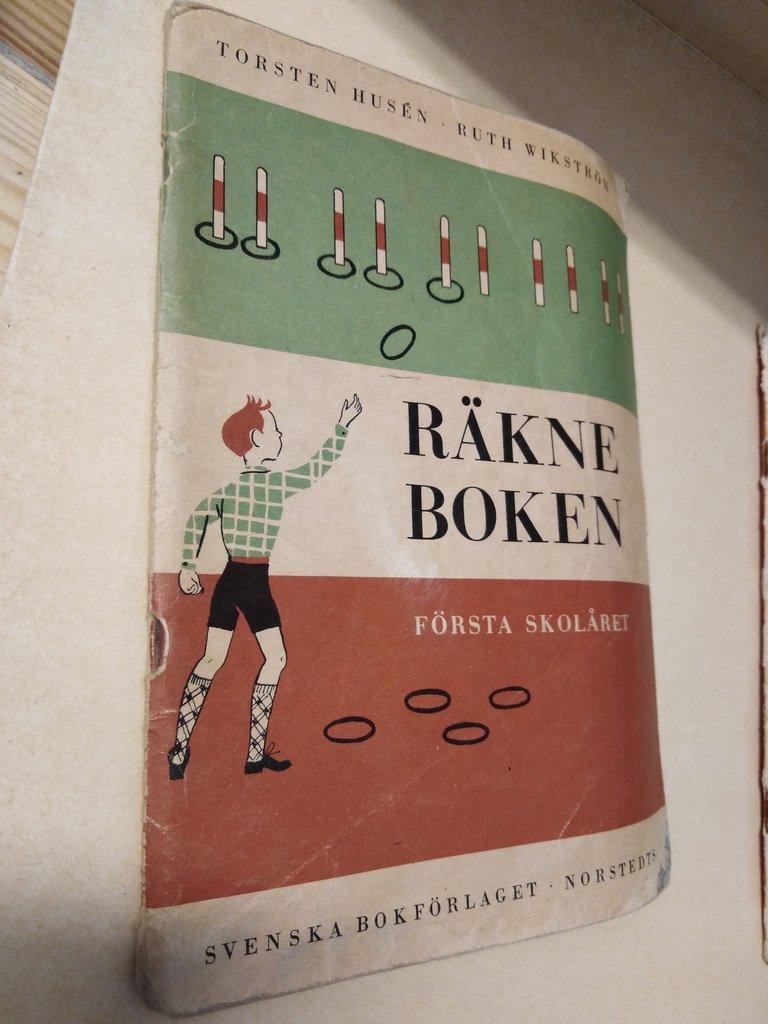 TORSTEN HUSÉN · RUTH WIKSTRÖM
RÄKNE
BOKEN
FÖRSTA SKOLÅRET
SVENSKA BOKFÖRLAGET · NORSTEDTS